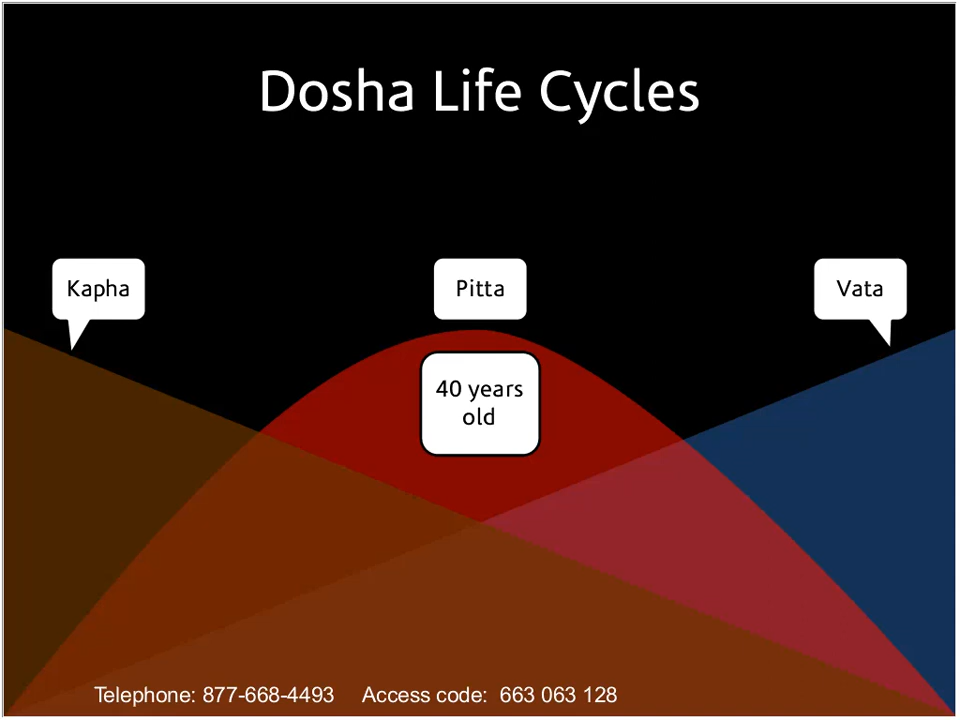 Dosha Life Cycles
Kapha
Pitta
Vata
40 years
old
Telephone: 877-668-4493     Access code:  663 063 128